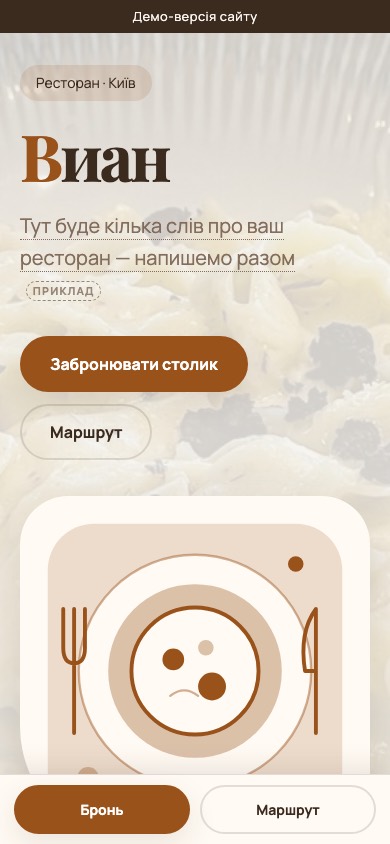 Демо-версія сайту
Ресторан · Київ
Виан
Тут буде кілька слів про ваш
ресторан — напишемо разом
ПРИКЛАД
Забронювати столик
Маршрут
Бронь
Маршрут